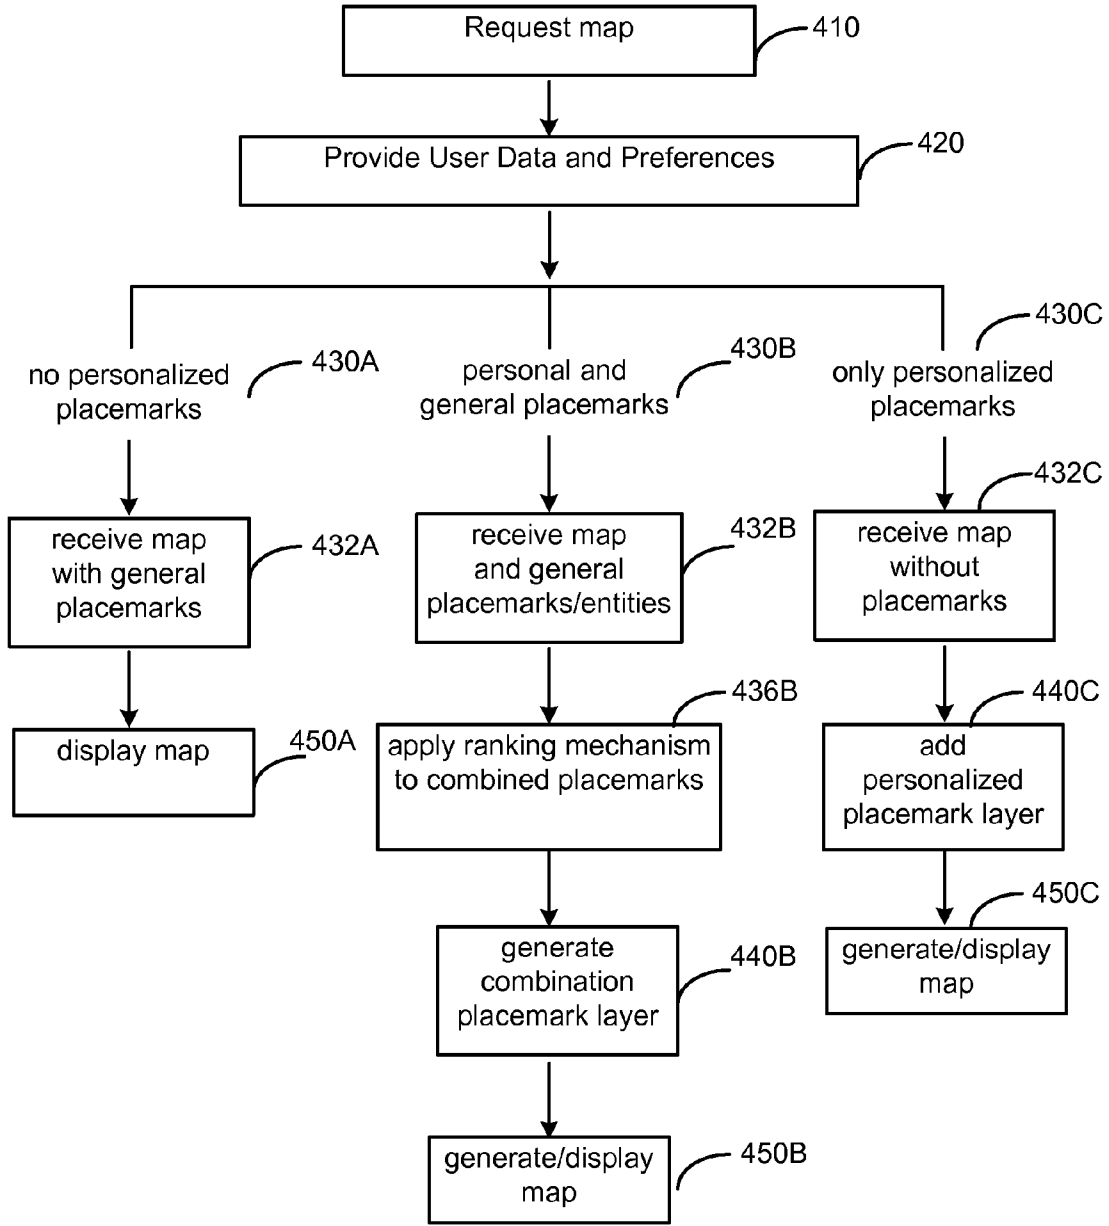 Request map
410
Provide User Data and Preferences
420
no personalized
placemarks
430A
personal and
general placemarks
430B
only personalized
placemarks
430C
receive map
with general
placemarks
432A
receive map
and general
placemarks/entities
432B
receive map
without
placemarks
432C
display map
450A
apply ranking mechanism
to combined placemarks
436B
add
personalized
placemark layer
440C
generate
combination
placemark layer
440B
generate/display
map
450C
generate/display
map
450B